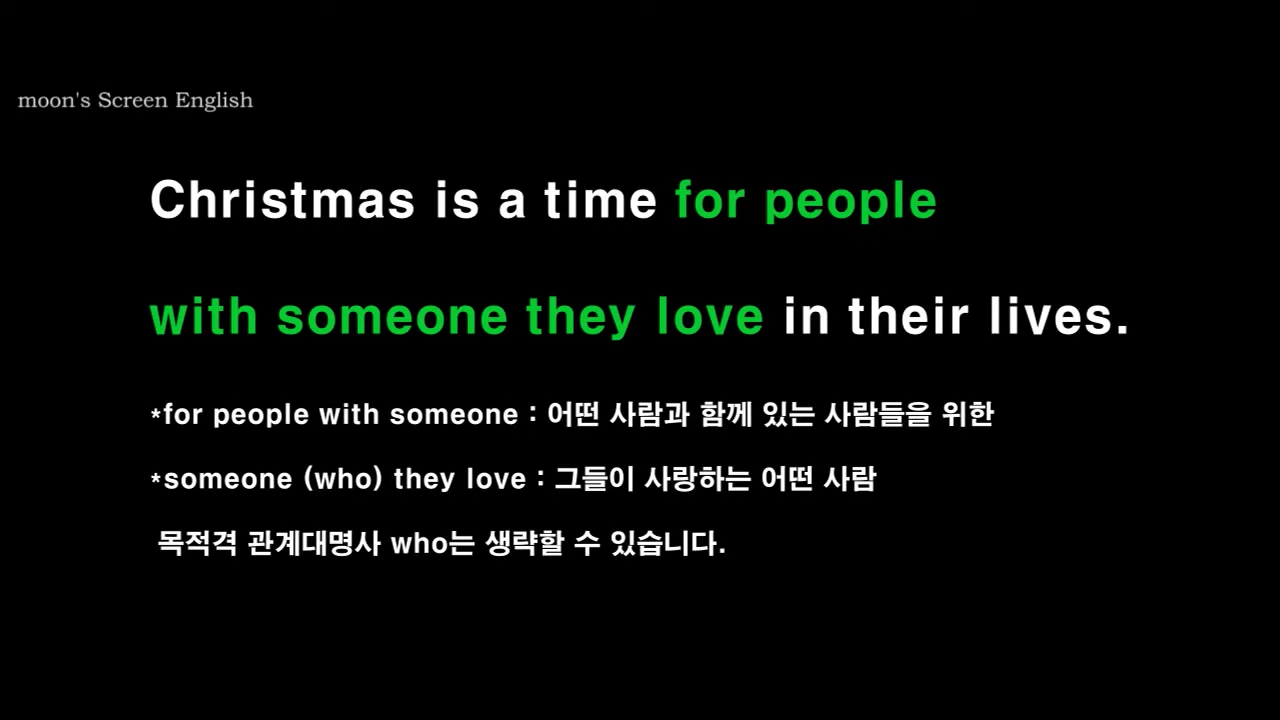 moon's Screen English
Christmas is a time for people
with someone they love in their lives.
*for people with someone : 어떤 사람과 함께 있는 사람들을 위한
*someone (who) they love : 그들이 사랑하는 어떤 사람
목적격 관계대명사 who는 생략할 수 있습니다.